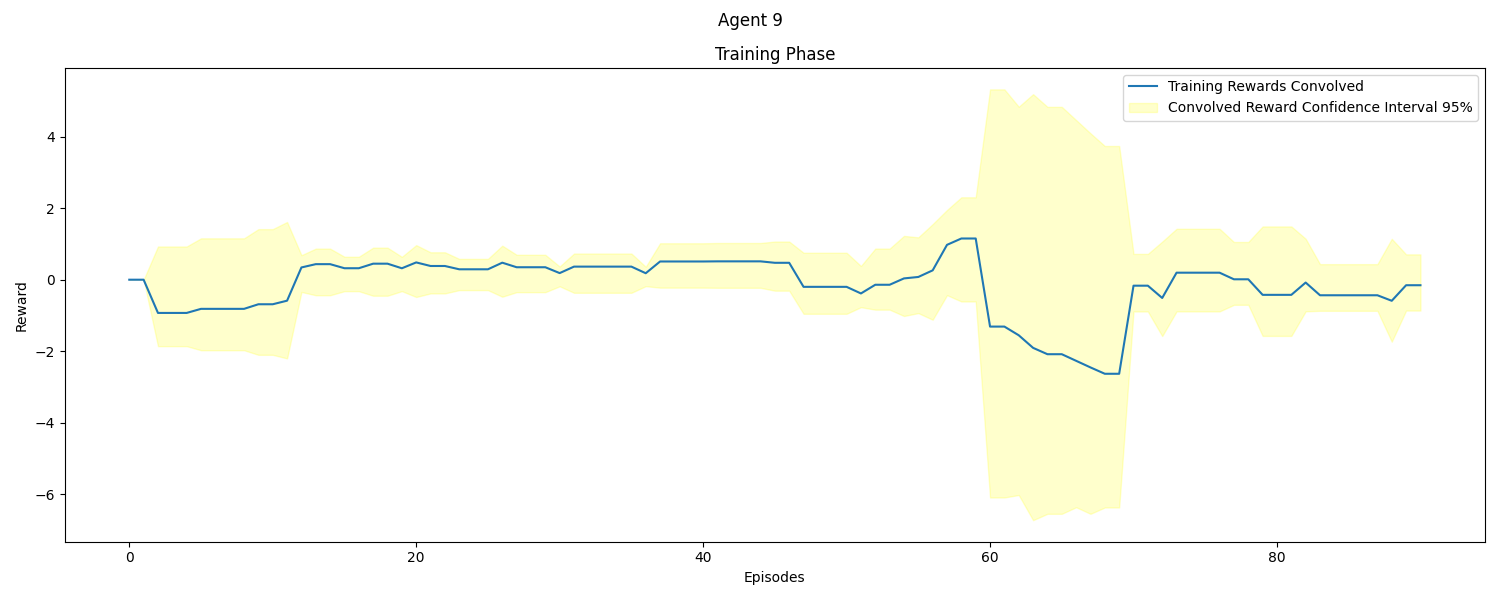 Agent 9
Training Phase
Training Rewards Convolved
Convolved Reward Confidence Interval 95%
Reward
4
2
0
−2
−4
−6
0 20 40 60 80
Episodes